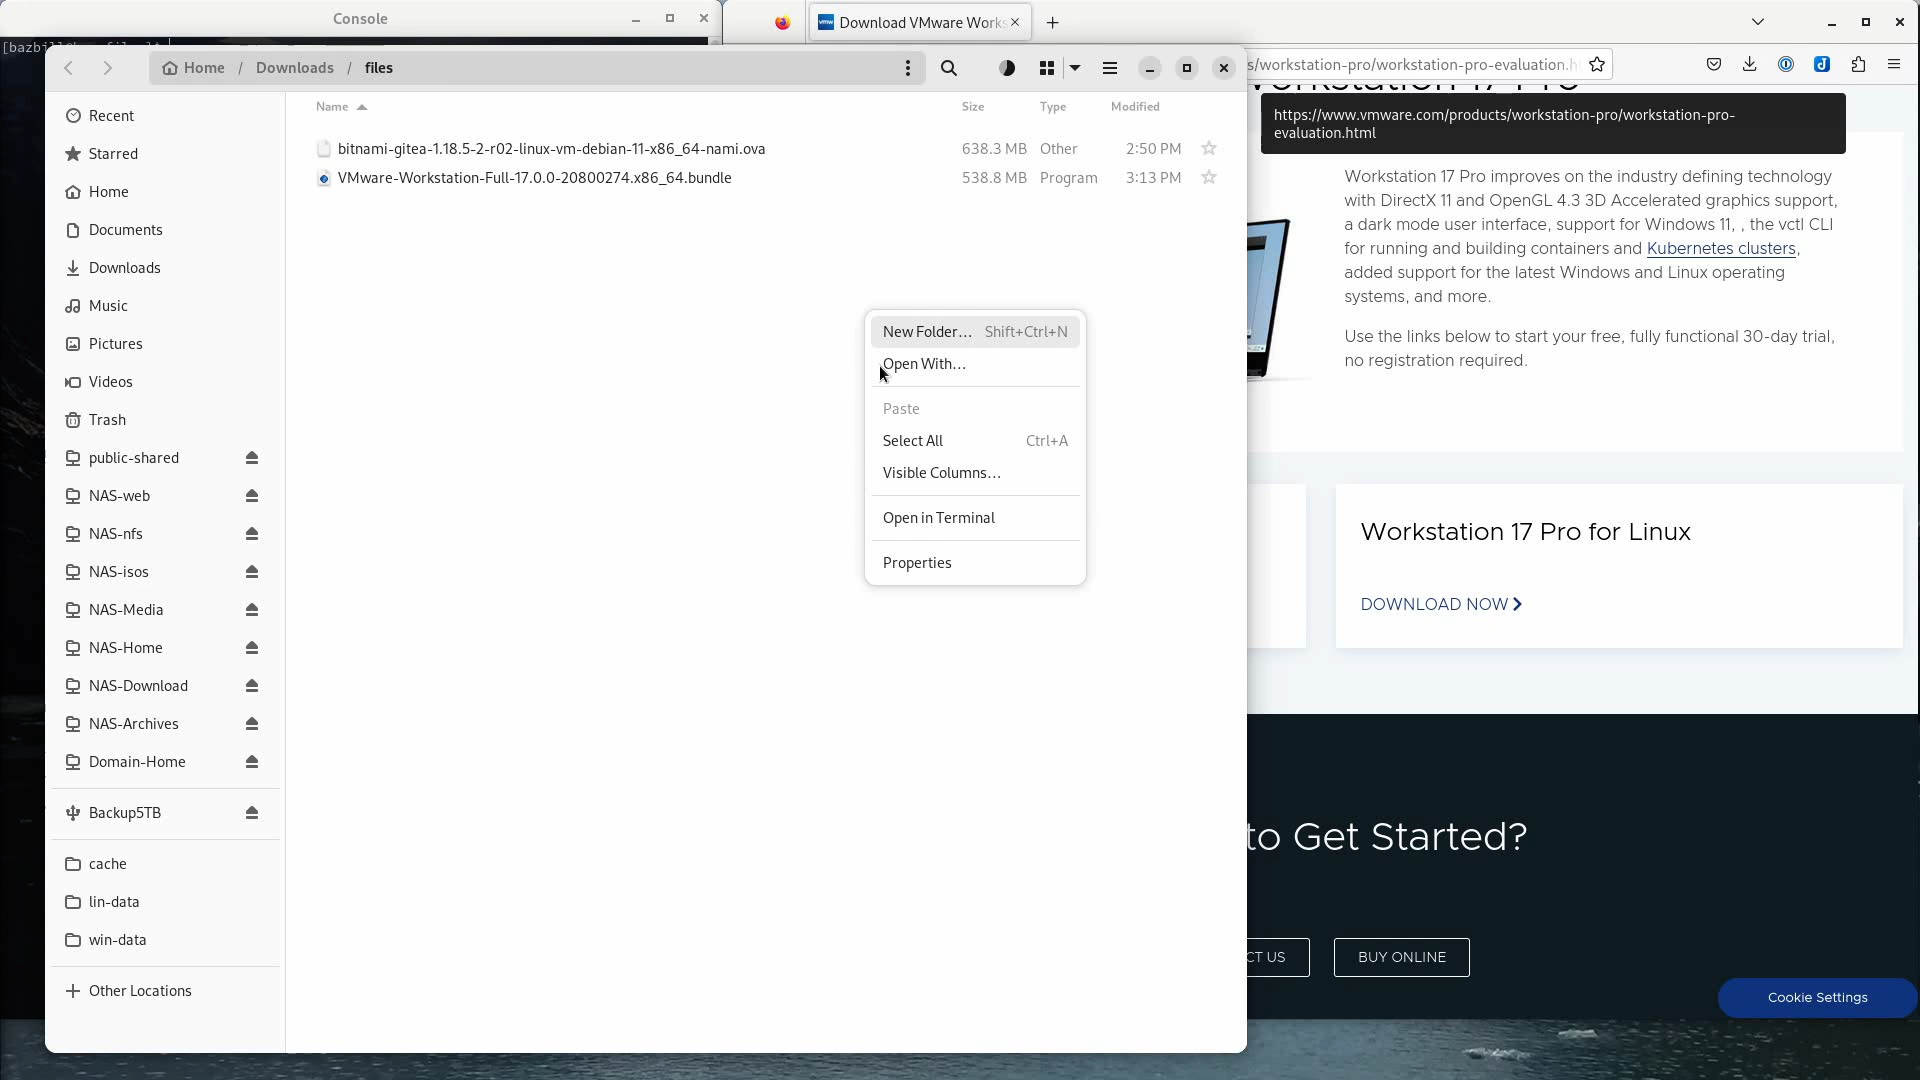 Console
Download VMware Works
Home / Downloads / files
s/workstation-pro/workstation-pro-evaluation.h
Name
Size
Type
Modified
bitnami-gitea-1.18.5-2-r02-linux-vm-debian-11-x86_64-nami.ova
638.3 MB
Other
2:50 PM
VMware-Workstation-Full-17.0.0-20800274.x86_64.bundle
538.8 MB
Program
3:13 PM
Recent
Starred
Home
Documents
Downloads
Music
Pictures
Videos
Trash
public-shared
NAS-web
NAS-nfs
NAS-isos
NAS-Media
NAS-Home
NAS-Download
NAS-Archives
Domain-Home
Backup5TB
cache
lin-data
win-data
Other Locations
New Folder... Shift+Ctrl+N
Open With...
Paste
Select All Ctrl+A
Visible Columns...
Open in Terminal
Properties
Workstation 17 Pro
https://www.vmware.com/products/workstation-pro/workstation-pro-
evaluation.html
Workstation 17 Pro improves on the industry defining technology
with DirectX 11 and OpenGL 4.3 3D Accelerated graphics support,
a dark mode user interface, support for Windows 11, , the vctl CLI
for running and building containers and Kubernetes clusters,
added support for the latest Windows and Linux operating
systems, and more.
Use the links below to start your free, fully functional 30-day trial,
no registration required.
Workstation 17 Pro for Linux
DOWNLOAD NOW
to Get Started?
CT US
BUY ONLINE
Cookie Settings